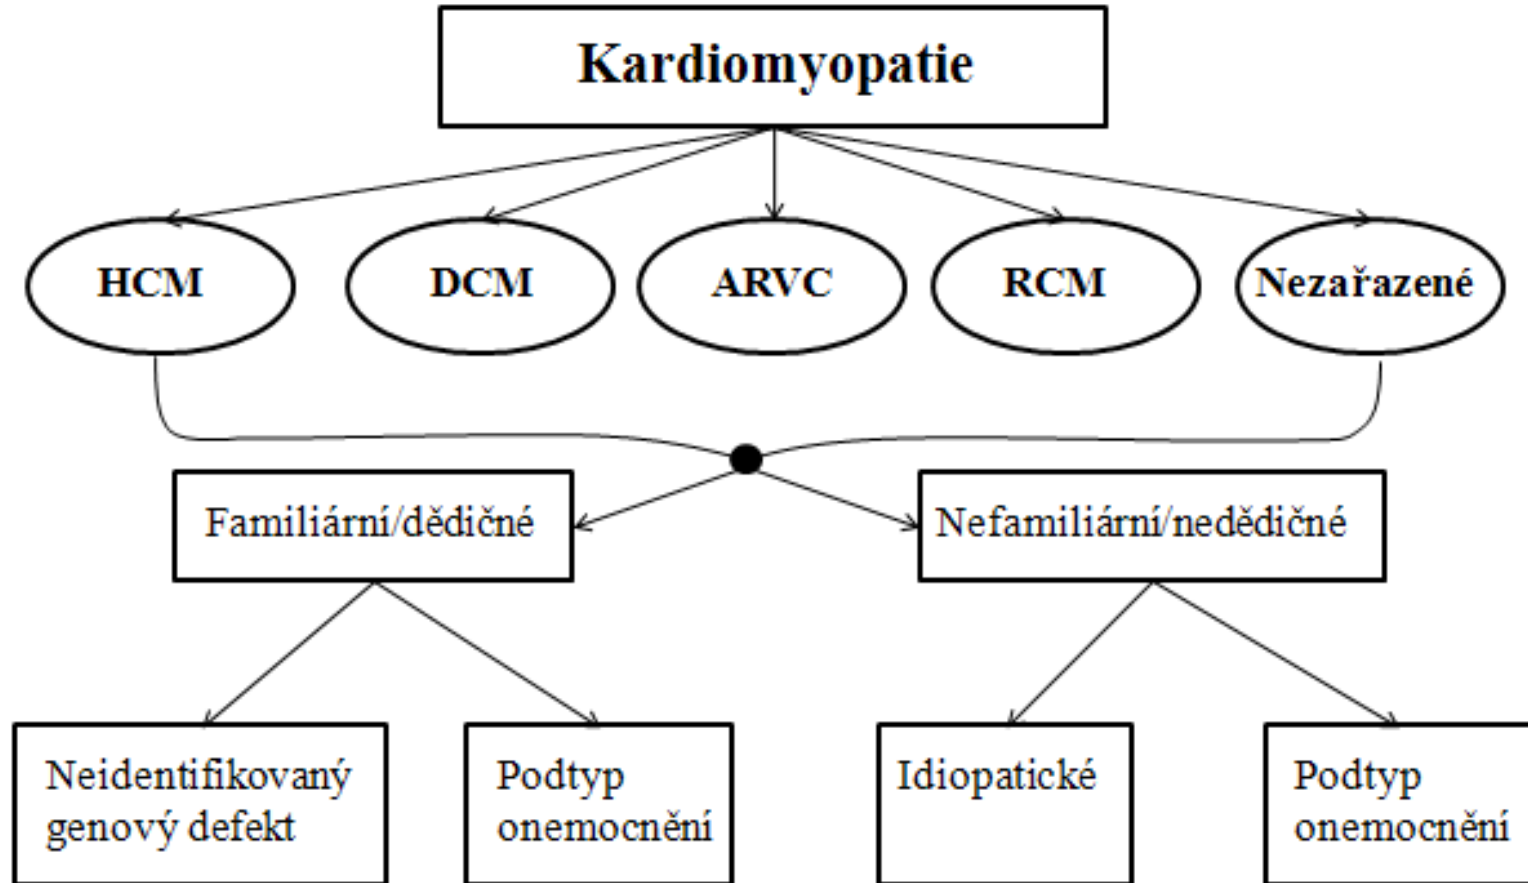 Kardiomyopatie
HCM
DCM
ARVC
RCM
Nezařazené
Familiární/dědičné
Nefamiliární/nedědičné
Neidentifikovaný
genový defekt
Podtyp
onemocnění
Idiopatické
Podtyp
onemocnění